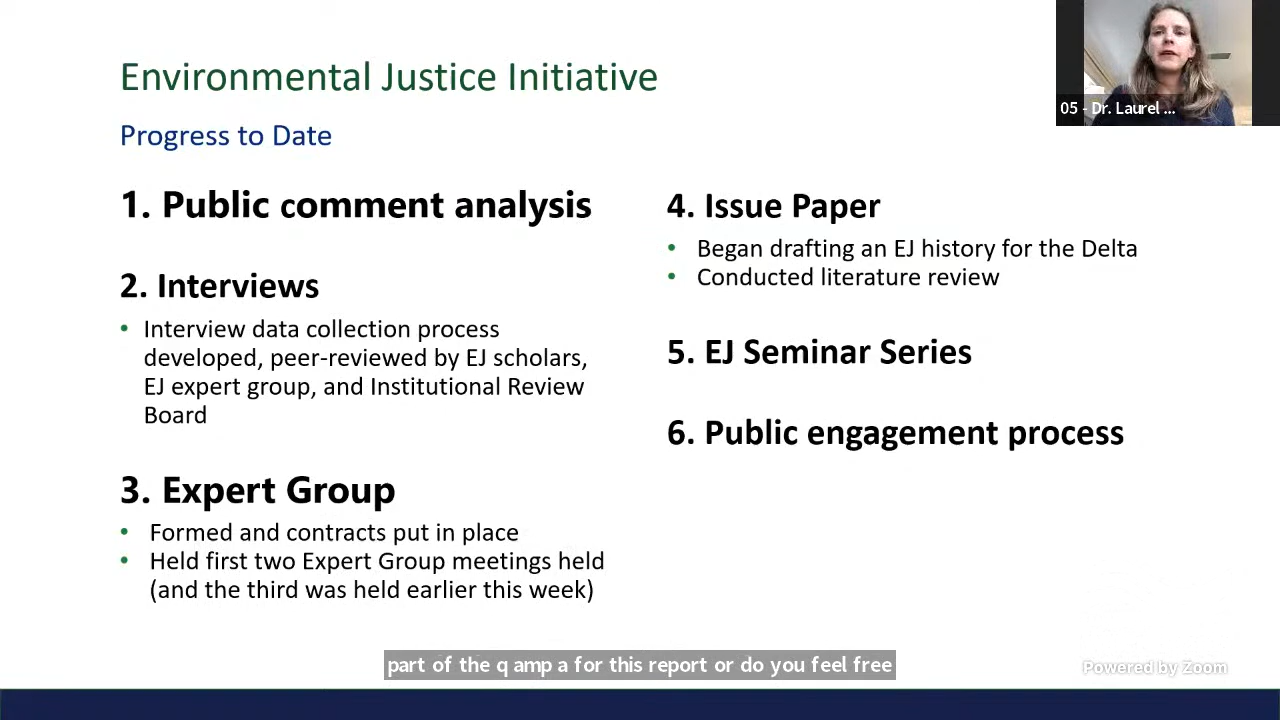 Environmental Justice Initiative
Progress to Date
1. Public comment analysis
2. Interviews
• Interview data collection process
developed, peer-reviewed by EJ scholars,
EJ expert group, and Institutional Review
Board
3. Expert Group
• Formed and contracts put in place
• Held first two Expert Group meetings held
(and the third was held earlier this week)
4. Issue Paper
• Began drafting an EJ history for the Delta
• Conducted literature review
5. EJ Seminar Series
6. Public engagement process
05 - Dr. Laurel ...
part of the q amp a for this report or do you feel free
Powered by Zoom